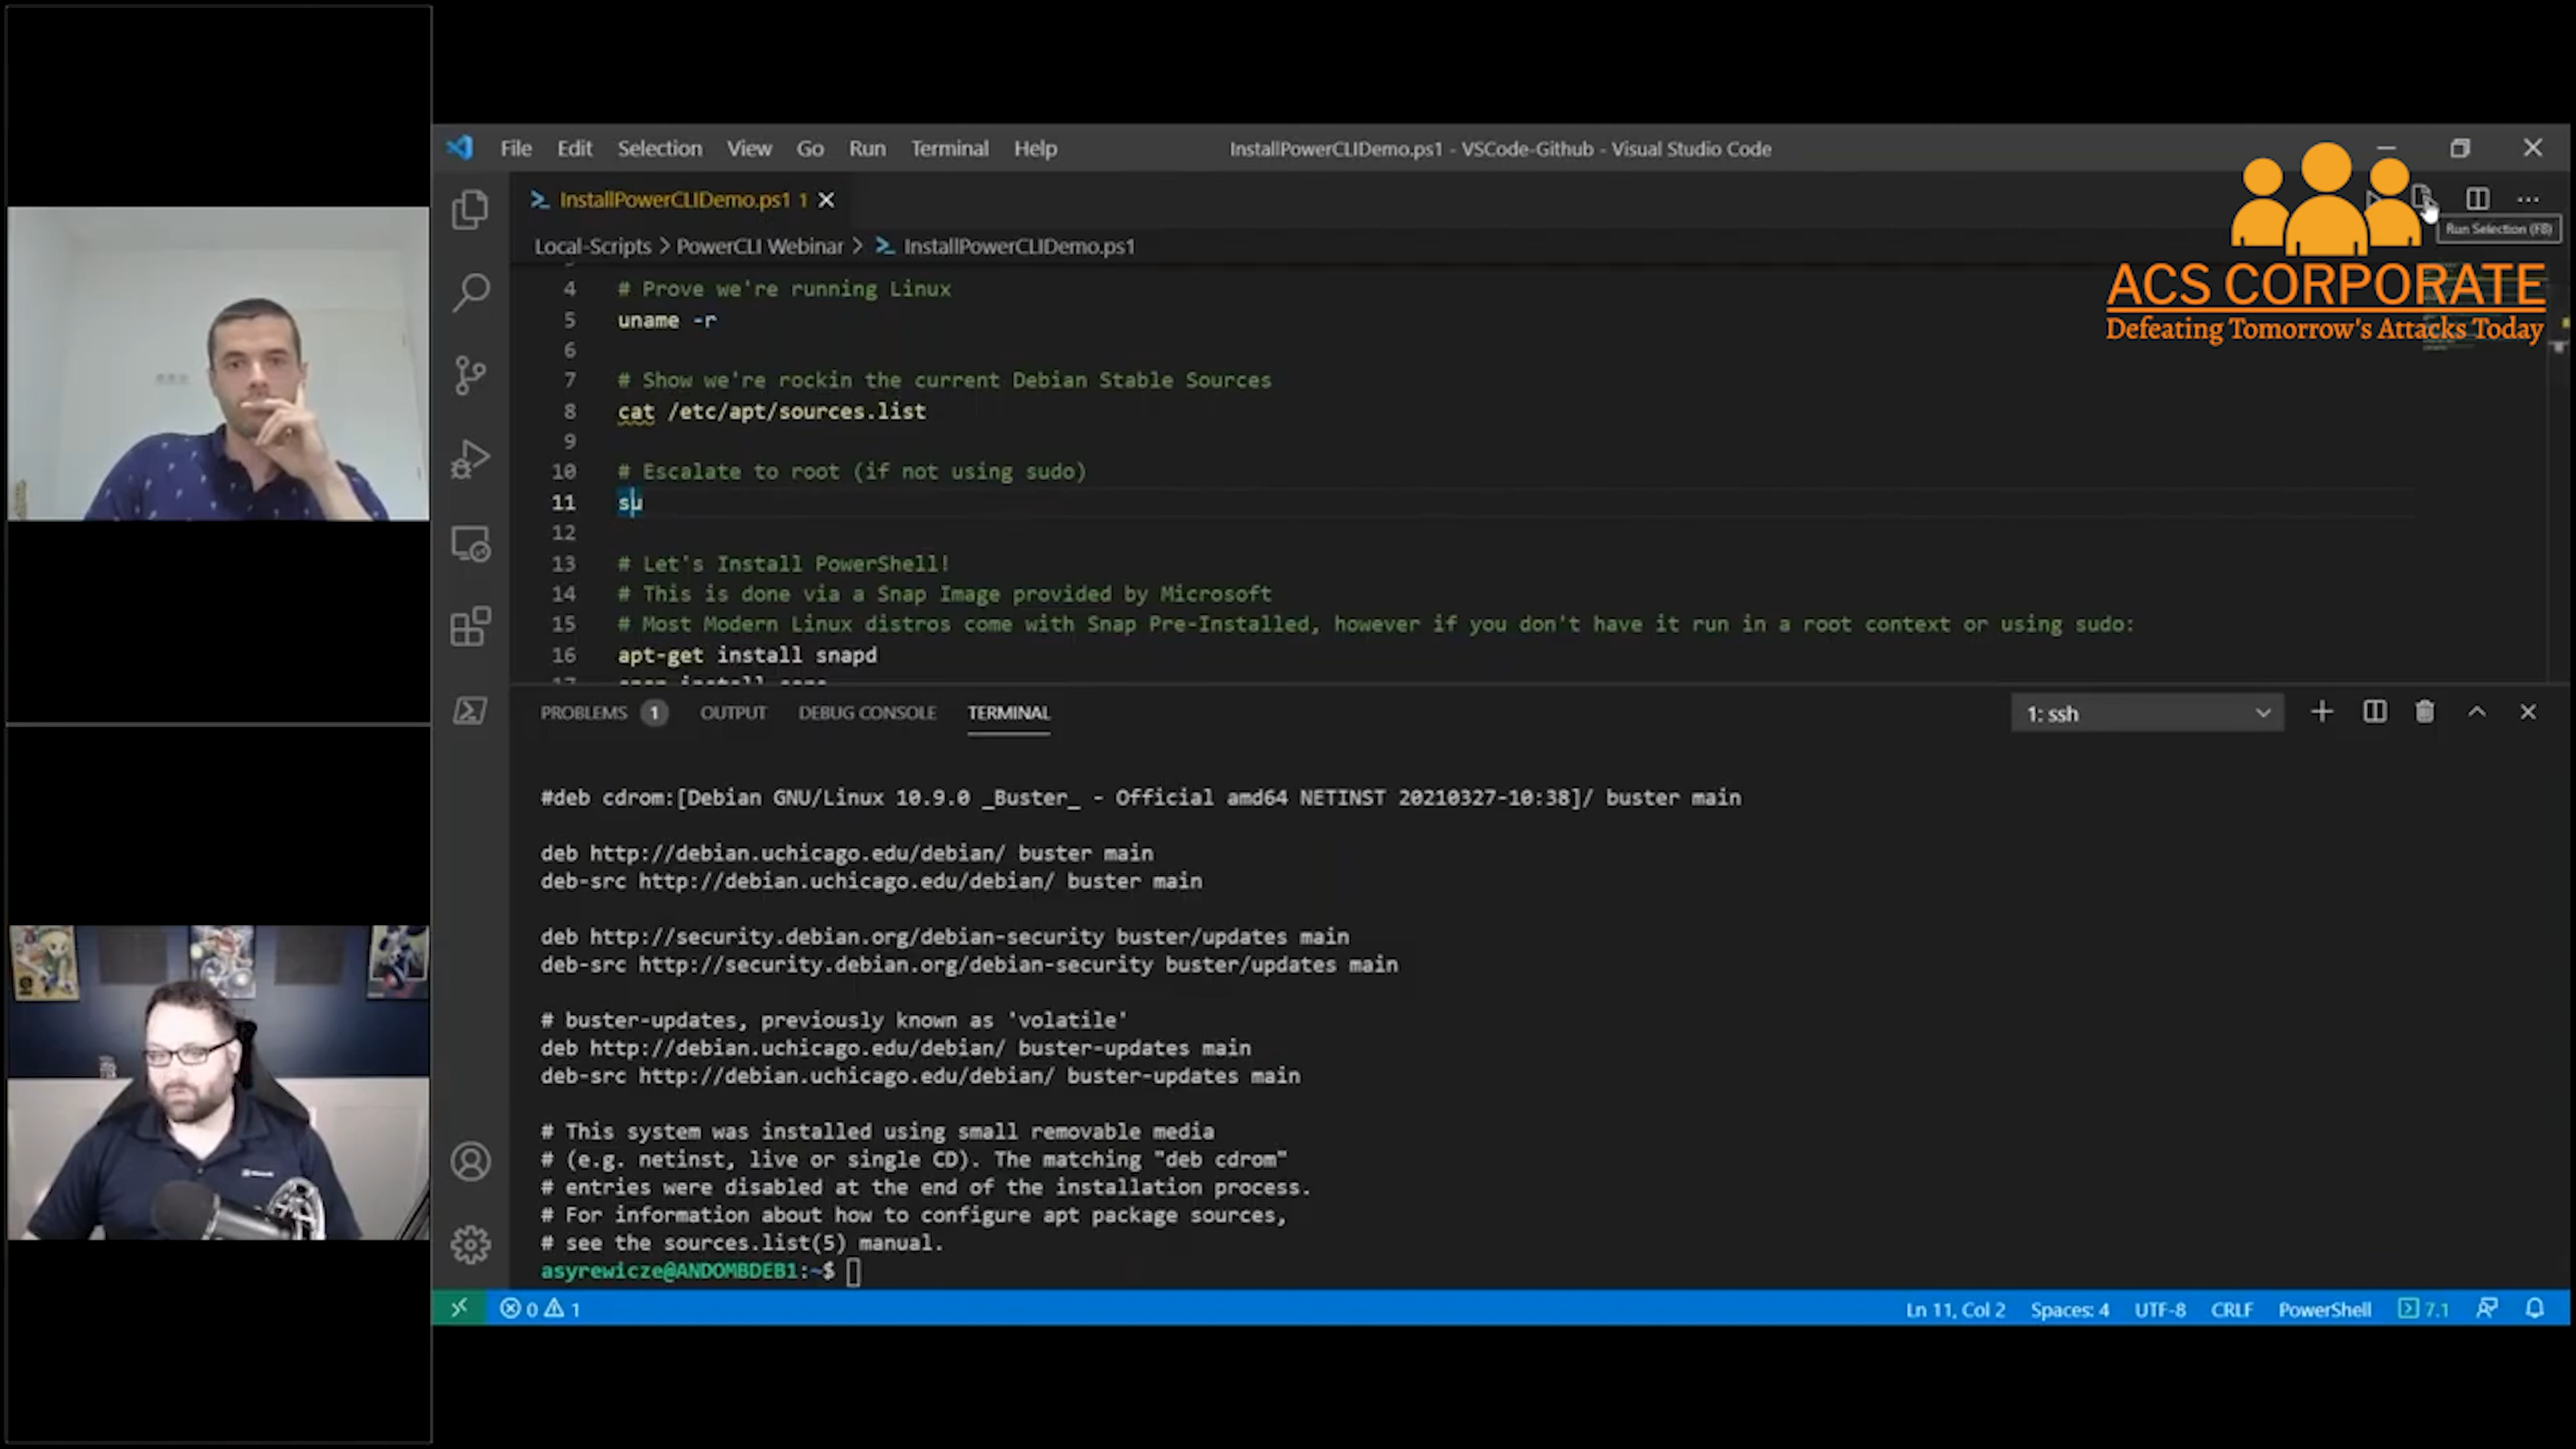 File Edit Selection View Go Run Terminal Help
InstallPowerCLIDemo.ps1 - VSCode-Github - Visual Studio Code
InstallPowerCLIDemo.ps1 1
Run Selection (F8)
Local-Scripts > PowerCLI Webinar > InstallPowerCLIDemo.ps1
ACS CORPORATE
Defeating Tomorrow's Attacks Today
4 # Prove we're running Linux
5 uname -r
6
7 # Show we're rockin the current Debian Stable Sources
8 cat /etc/apt/sources.list
9
10 # Escalate to root (if not using sudo)
11 su
12
13 # Let's Install PowerShell!
14 # This is done via a Snap Image provided by Microsoft
15 # Most Modern Linux distros come with Snap Pre-Installed, however if you don't have it run in a root context or using sudo:
16 apt-get install snapd
PROBLEMS 1 OUTPUT DEBUG CONSOLE TERMINAL
1: ssh
#deb cdrom:[Debian GNU/Linux 10.9.0 _Buster_ - Official amd64 NETINST 20210327-10:38]/ buster main
deb http://debian.uchicago.edu/debian/ buster main
deb-src http://debian.uchicago.edu/debian/ buster main
deb http://security.debian.org/debian-security buster/updates main
deb-src http://security.debian.org/debian-security buster/updates main
# buster-updates, previously known as 'volatile'
deb http://debian.uchicago.edu/debian/ buster-updates main
deb-src http://debian.uchicago.edu/debian/ buster-updates main
# This system was installed using small removable media
# (e.g. netinst, live or single CD). The matching "deb cdrom"
# entries were disabled at the end of the installation process.
# For information about how to configure apt package sources,
# see the sources.list(5) manual.
asyrewicze@ANDOMBDEB1:~$
0 1
Ln 11, Col 2 Spaces: 4 UTF-8 CRLF PowerShell 7.1